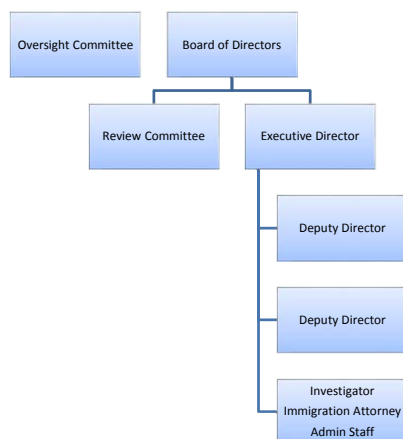 Oversight Committee
Board of Directors
Review Committee
Executive Director
Deputy Director
Deputy Director
Investigator
Immigration Attorney
Admin Staff